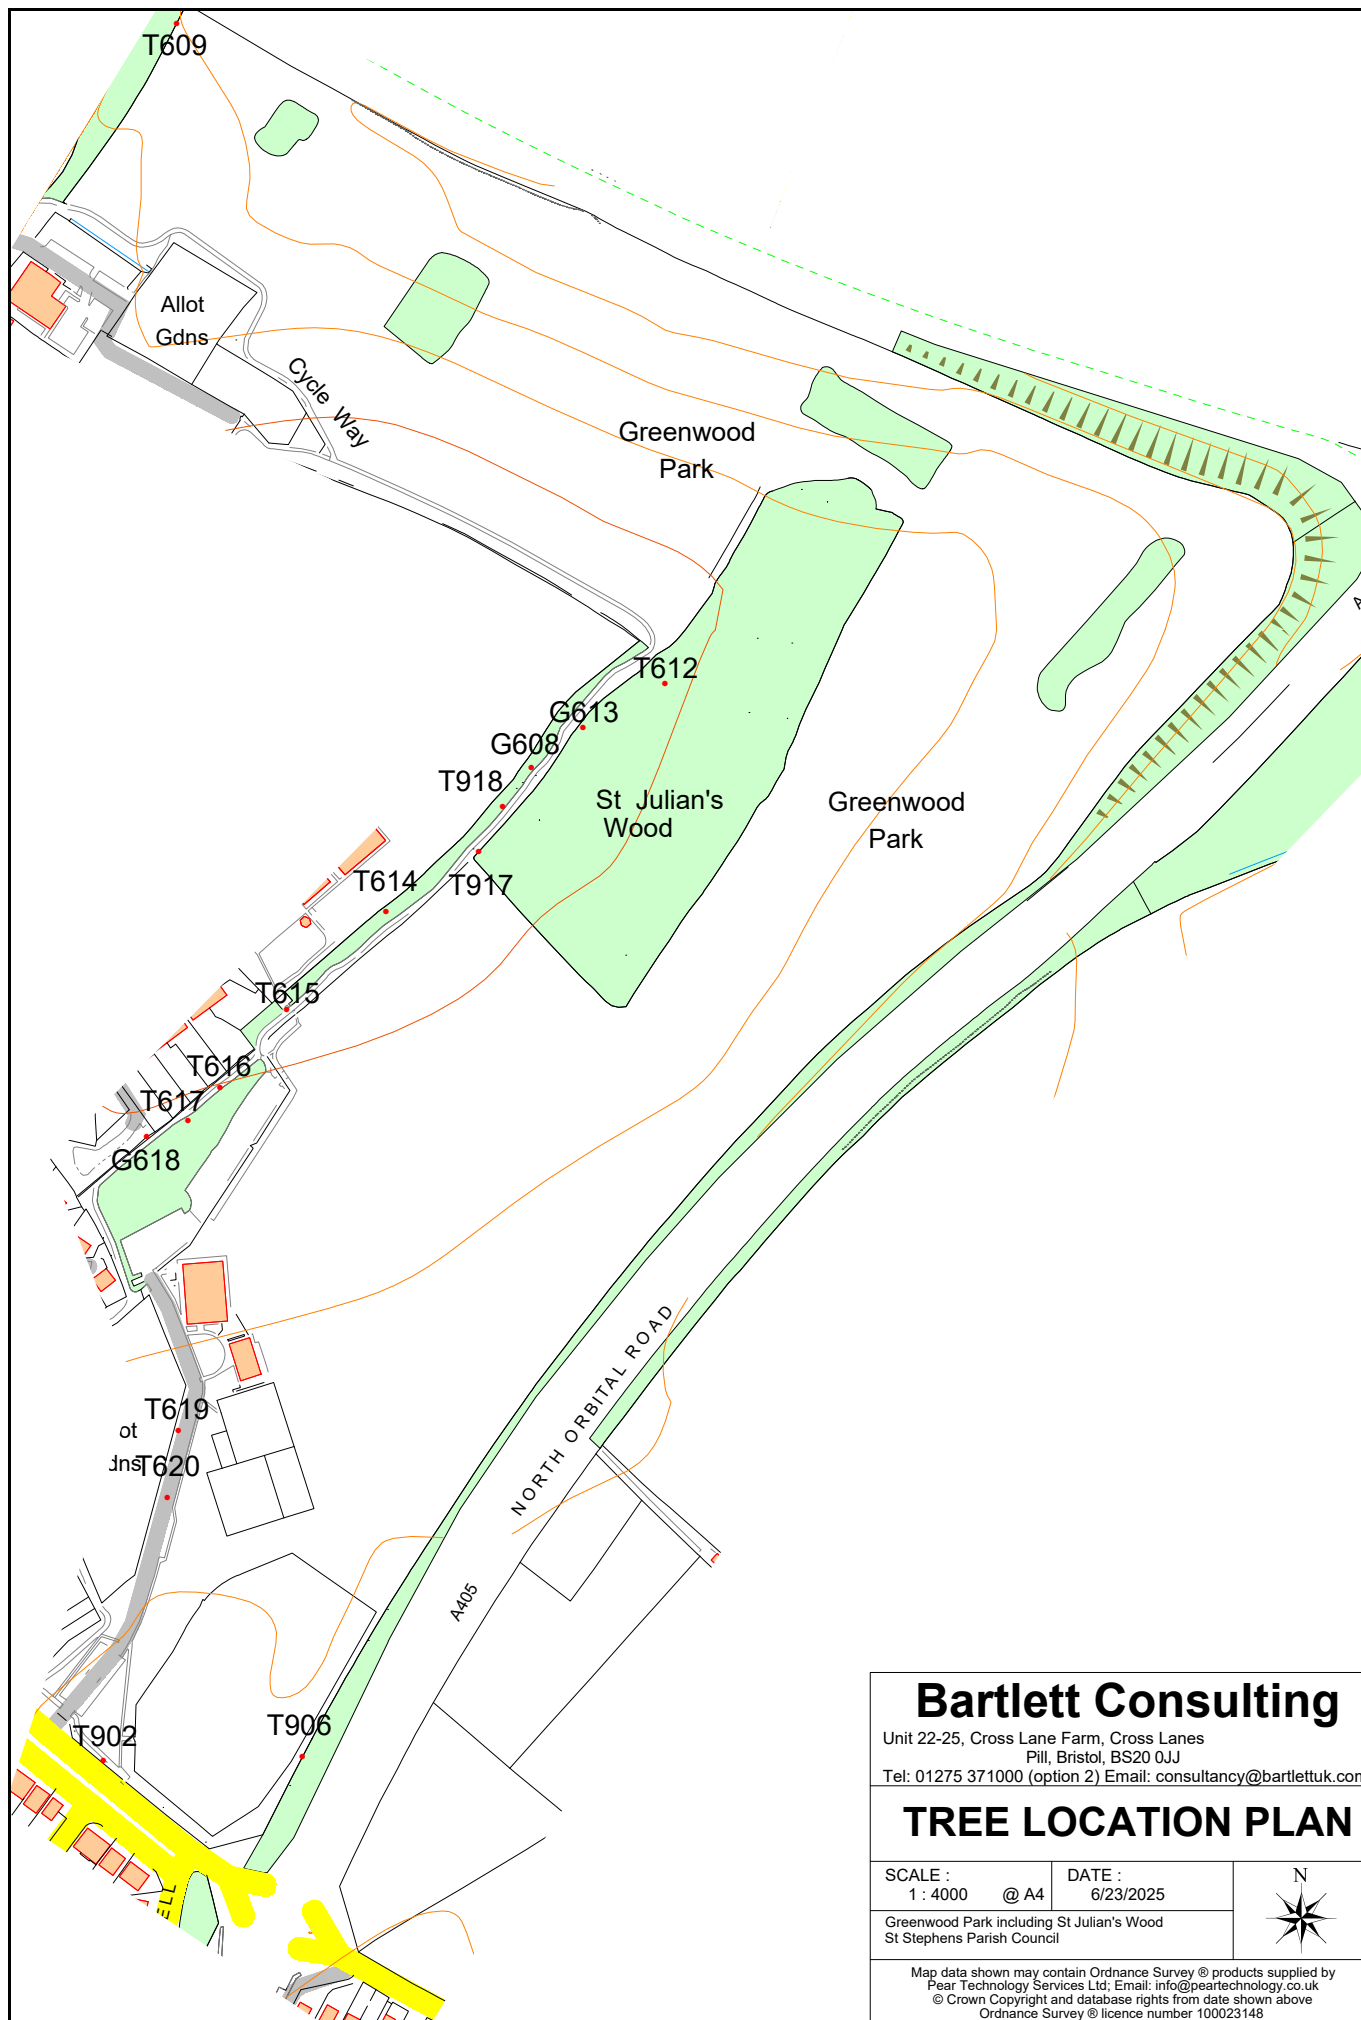 T609
Allot
Gdns
Cycle Way
Greenwood
Park
T612
G613
G608
T918
St Julian's
Wood
Greenwood
Park
T614
T917
T615
T616
T617
G618
NORTH ORBITAL ROAD
T619
ot
dns
T620
A405
T902
T906
ELL
Bartlett Consulting
Unit 22-25, Cross Lane Farm, Cross Lanes
Pill, Bristol, BS20 0JJ
Tel: 01275 371000 (option 2) Email: consultancy@bartlettuk.com
TREE LOCATION PLAN
SCALE :
1 : 4000 @ A4
DATE :
6/23/2025
N
Greenwood Park including St Julian's Wood
St Stephens Parish Council
Map data shown may contain Ordnance Survey ® products supplied by
Pear Technology Services Ltd; Email: info@peartechnology.co.uk
© Crown Copyright and database rights from date shown above
Ordnance Survey ® licence number 100023148